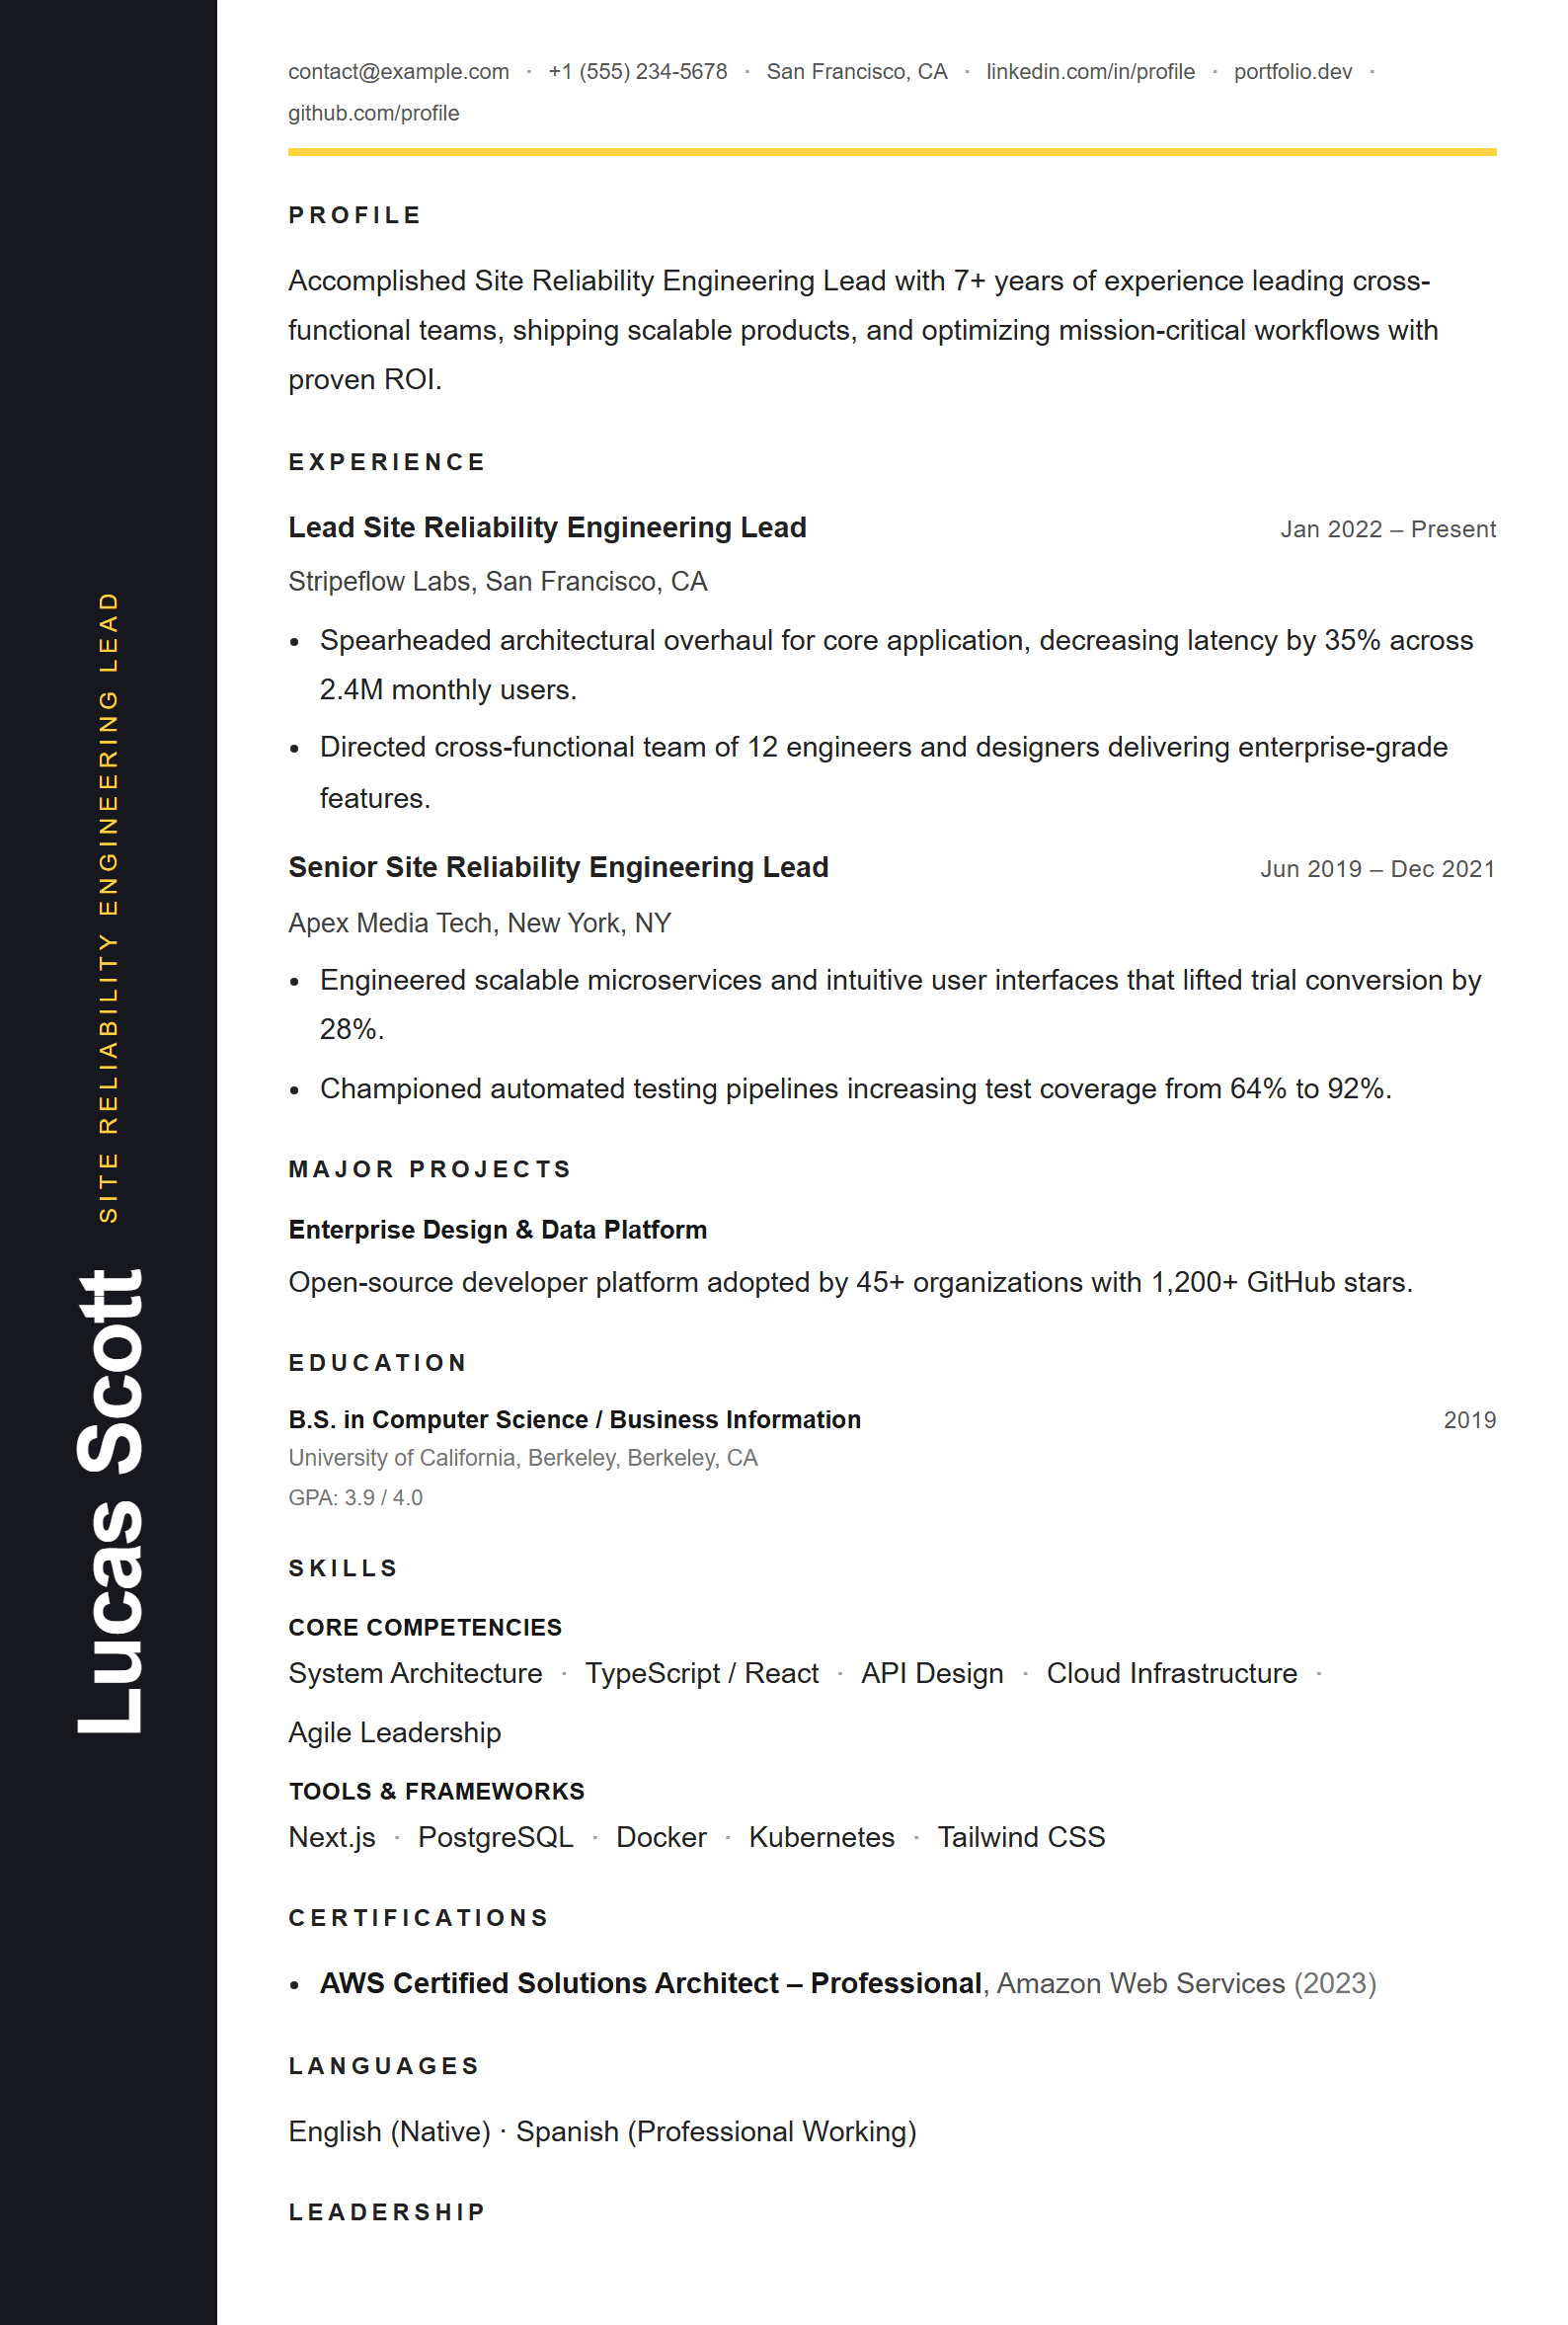 Lucas Scott
SITE RELIABILITY ENGINEERING LEAD
contact@example.com · +1 (555) 234-5678 · San Francisco, CA · linkedin.com/in/profile · portfolio.dev ·
github.com/profile
PROFILE
Accomplished Site Reliability Engineering Lead with 7+ years of experience leading cross-
functional teams, shipping scalable products, and optimizing mission-critical workflows with
proven ROI.
EXPERIENCE
Lead Site Reliability Engineering Lead Jan 2022 – Present
Stripeflow Labs, San Francisco, CA
• Spearheaded architectural overhaul for core application, decreasing latency by 35% across
2.4M monthly users.
• Directed cross-functional team of 12 engineers and designers delivering enterprise-grade
features.
Senior Site Reliability Engineering Lead Jun 2019 – Dec 2021
Apex Media Tech, New York, NY
• Engineered scalable microservices and intuitive user interfaces that lifted trial conversion by
28%.
• Championed automated testing pipelines increasing test coverage from 64% to 92%.
MAJOR PROJECTS
Enterprise Design & Data Platform
Open-source developer platform adopted by 45+ organizations with 1,200+ GitHub stars.
EDUCATION
B.S. in Computer Science / Business Information 2019
University of California, Berkeley, Berkeley, CA
GPA: 3.9 / 4.0
SKILLS
CORE COMPETENCIES
System Architecture · TypeScript / React · API Design · Cloud Infrastructure ·
Agile Leadership
TOOLS & FRAMEWORKS
Next.js · PostgreSQL · Docker · Kubernetes · Tailwind CSS
CERTIFICATIONS
• AWS Certified Solutions Architect – Professional, Amazon Web Services (2023)
LANGUAGES
English (Native) · Spanish (Professional Working)
LEADERSHIP